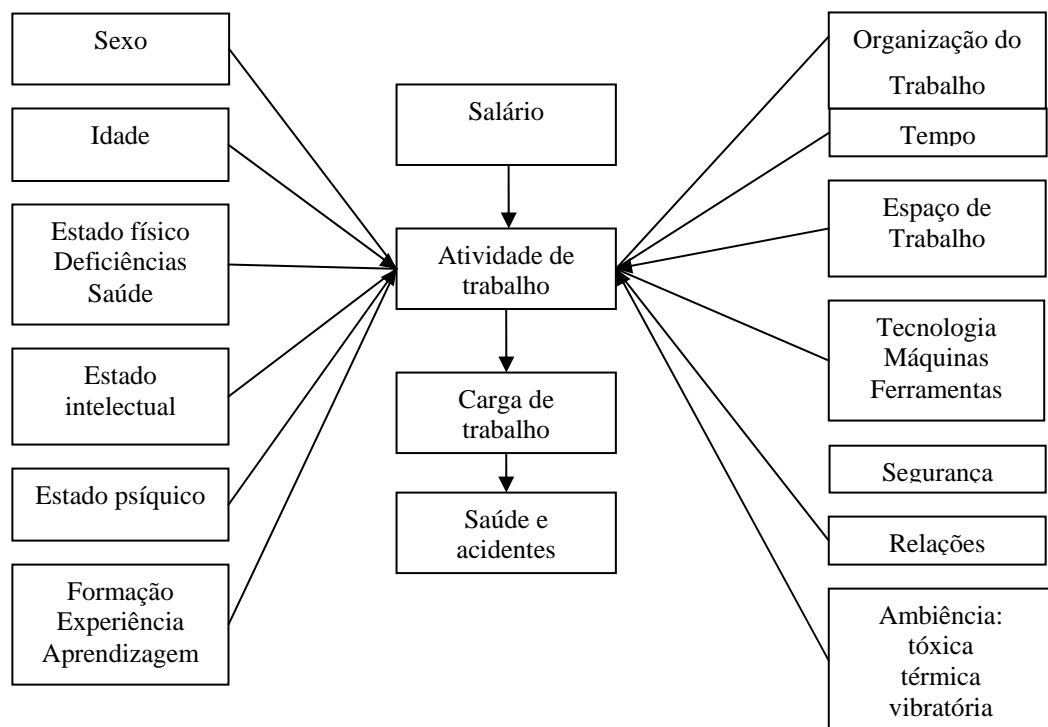 Sexo
Idade
Estado físico
Deficiências
Saúde
Estado
intelectual
Estado psíquico
Formação
Experiência
Aprendizagem
Salário
Atividade de
trabalho
Carga de
trabalho
Saúde e
acidentes
Organização do
Trabalho
Tempo
Espaço de
Trabalho
Tecnologia
Máquinas
Ferramentas
Segurança
Relações
Ambiência:
tóxica
térmica
vibratória